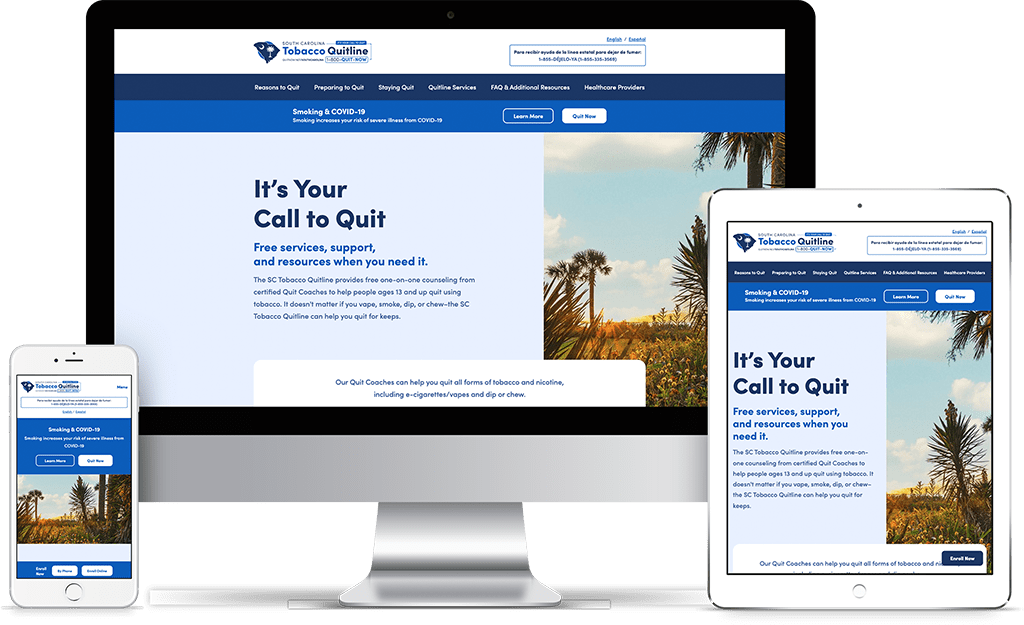 SOUTH CAROLINA
IT'S YOUR CALL TO QUIT
Tobacco Quitline
1-800-QUIT-NOW
English / Español
Para recibir ayuda de la línea estatal para dejar de fumar:
1-855-DÉJELO-YA (1-855-335-3569)
Reasons to Quit Preparing to Quit Staying Quit Quitline Services FAQ & Additional Resources Healthcare Providers
Smoking & COVID-19
Smoking increases your risk of severe illness from COVID-19
Learn More Quit Now
It's Your
Call to Quit
Free services, support,
and resources when you need it.
The SC Tobacco Quitline provides free one-on-one counseling from
certified Quit Coaches to help people ages 13 and up quit using
tobacco. It doesn't matter if you vape, smoke, dip, or chew–the SC
Tobacco Quitline can help you quit for keeps.
Our Quit Coaches can help you quit all forms of tobacco and nicotine,
including e-cigarettes/vapes and dip or chew.
SOUTH CAROLINA
Tobacco Quitline
1-800-QUIT-NOW
English / Español
Para recibir ayuda de la línea estatal para dejar de fumar:
1-855-DÉJELO-YA (1-855-335-3569)
Reasons to Quit Preparing to Quit Staying Quit Quitline Services FAQ & Additional Resources Healthcare Providers
Smoking & COVID-19
Smoking increases your risk of severe illness from COVID-19
Learn More Quit Now
It's Your
Call to Quit
Free services, support,
and resources when you
need it.
The SC Tobacco Quitline provides free one-on-
one counseling from certified Quit Coaches to
help people ages 13 and up quit using tobacco. It
doesn't matter if you vape, smoke, dip, or chew–
the SC Tobacco Quitline can help you quit for
keeps.
Enroll Now
Our Quit Coaches can help you quit all forms of tobacco and
Tobacco Quitline
Menu
Para recibir ayuda de la línea estatal para dejar de fumar:
1-855-DÉJELO-YA (1-855-335-3569)
English / Español
Smoking & COVID-19
Smoking increases your risk of severe illness from
COVID-19
Learn More Quit Now
Enroll
Now
By Phone Enroll Online